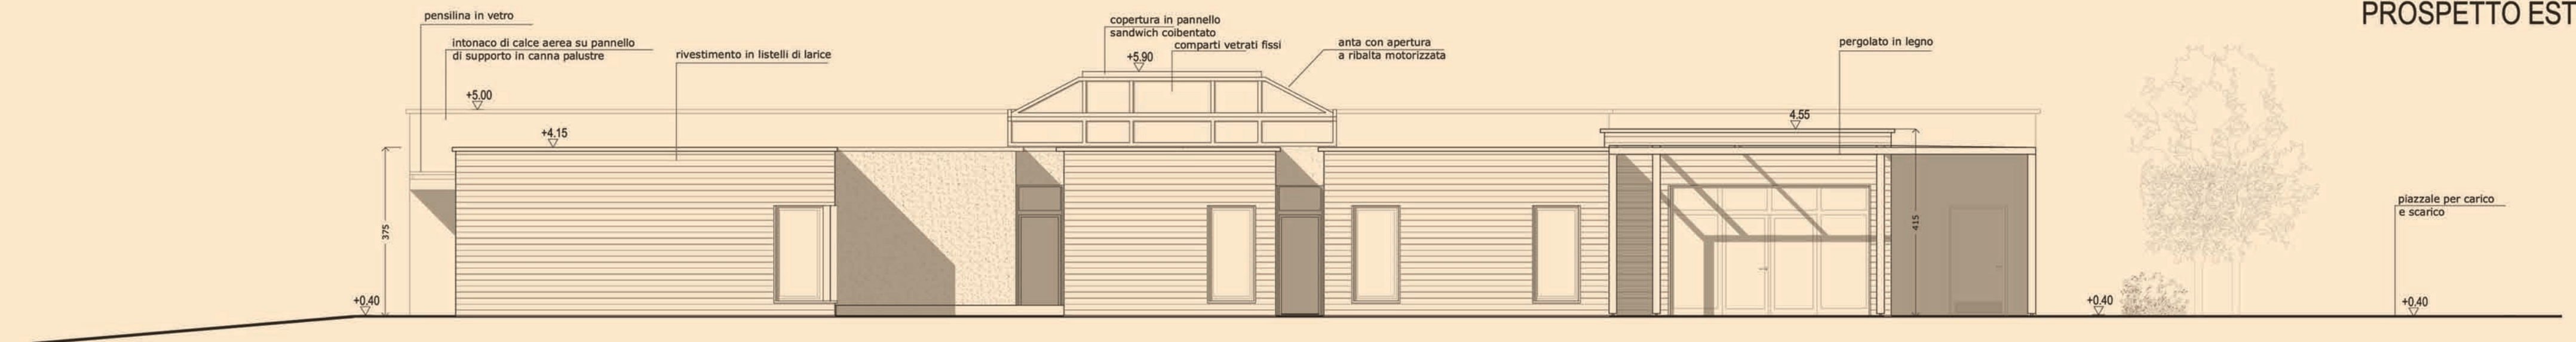 PROSPETTO EST
pensilina in vetro
intonaco di calce aerea su pannello
di supporto in canna palustre
rivestimento in listelli di larice
copertura in pannello
sandwich coibentato
comparti vetrati fissi
anta con apertura
a ribalta motorizzata
pergolato in legno
+5.90
+5.00
+4.15
4.55
375
415
piazzale per carico
e scarico
+0.40
+0.40
+0.40